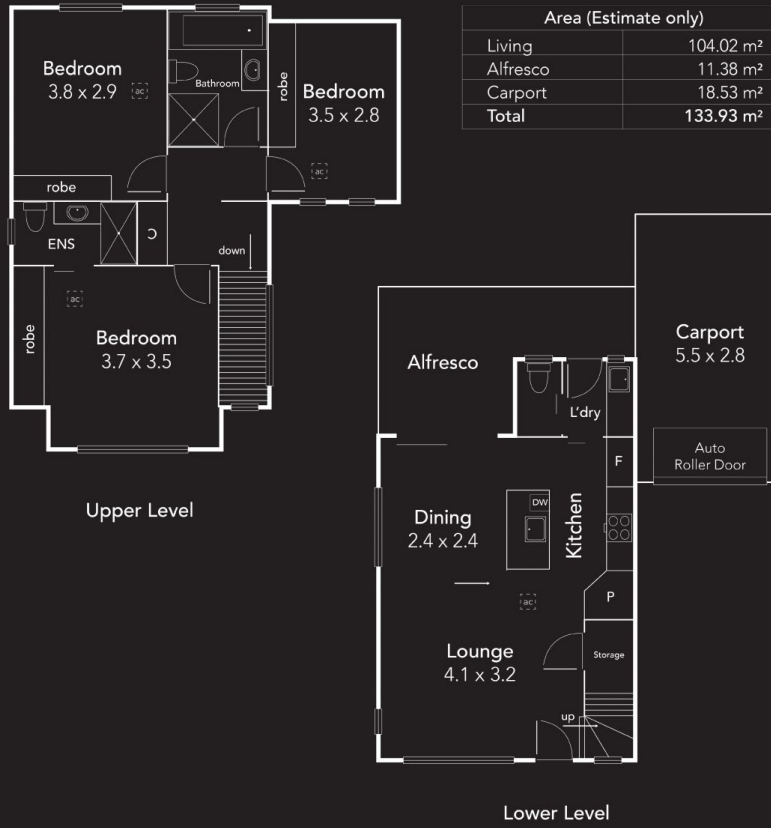 Area (Estimate only)
Living 104.02 m²
Alfresco 11.38 m²
Carport 18.53 m²
Total 133.93 m²
Bedroom
3.8 x 2.9
ac
robe
Bathroom
robe
Bedroom
3.5 x 2.8
ac
ENS
C
down
robe
ac
Bedroom
3.7 x 3.5
Upper Level
Alfresco
L'dry
Carport
5.5 x 2.8
Auto
Roller Door
F
DW
Kitchen
Dining
2.4 x 2.4
ac
P
Lounge
4.1 x 3.2
Storage
up
Lower Level